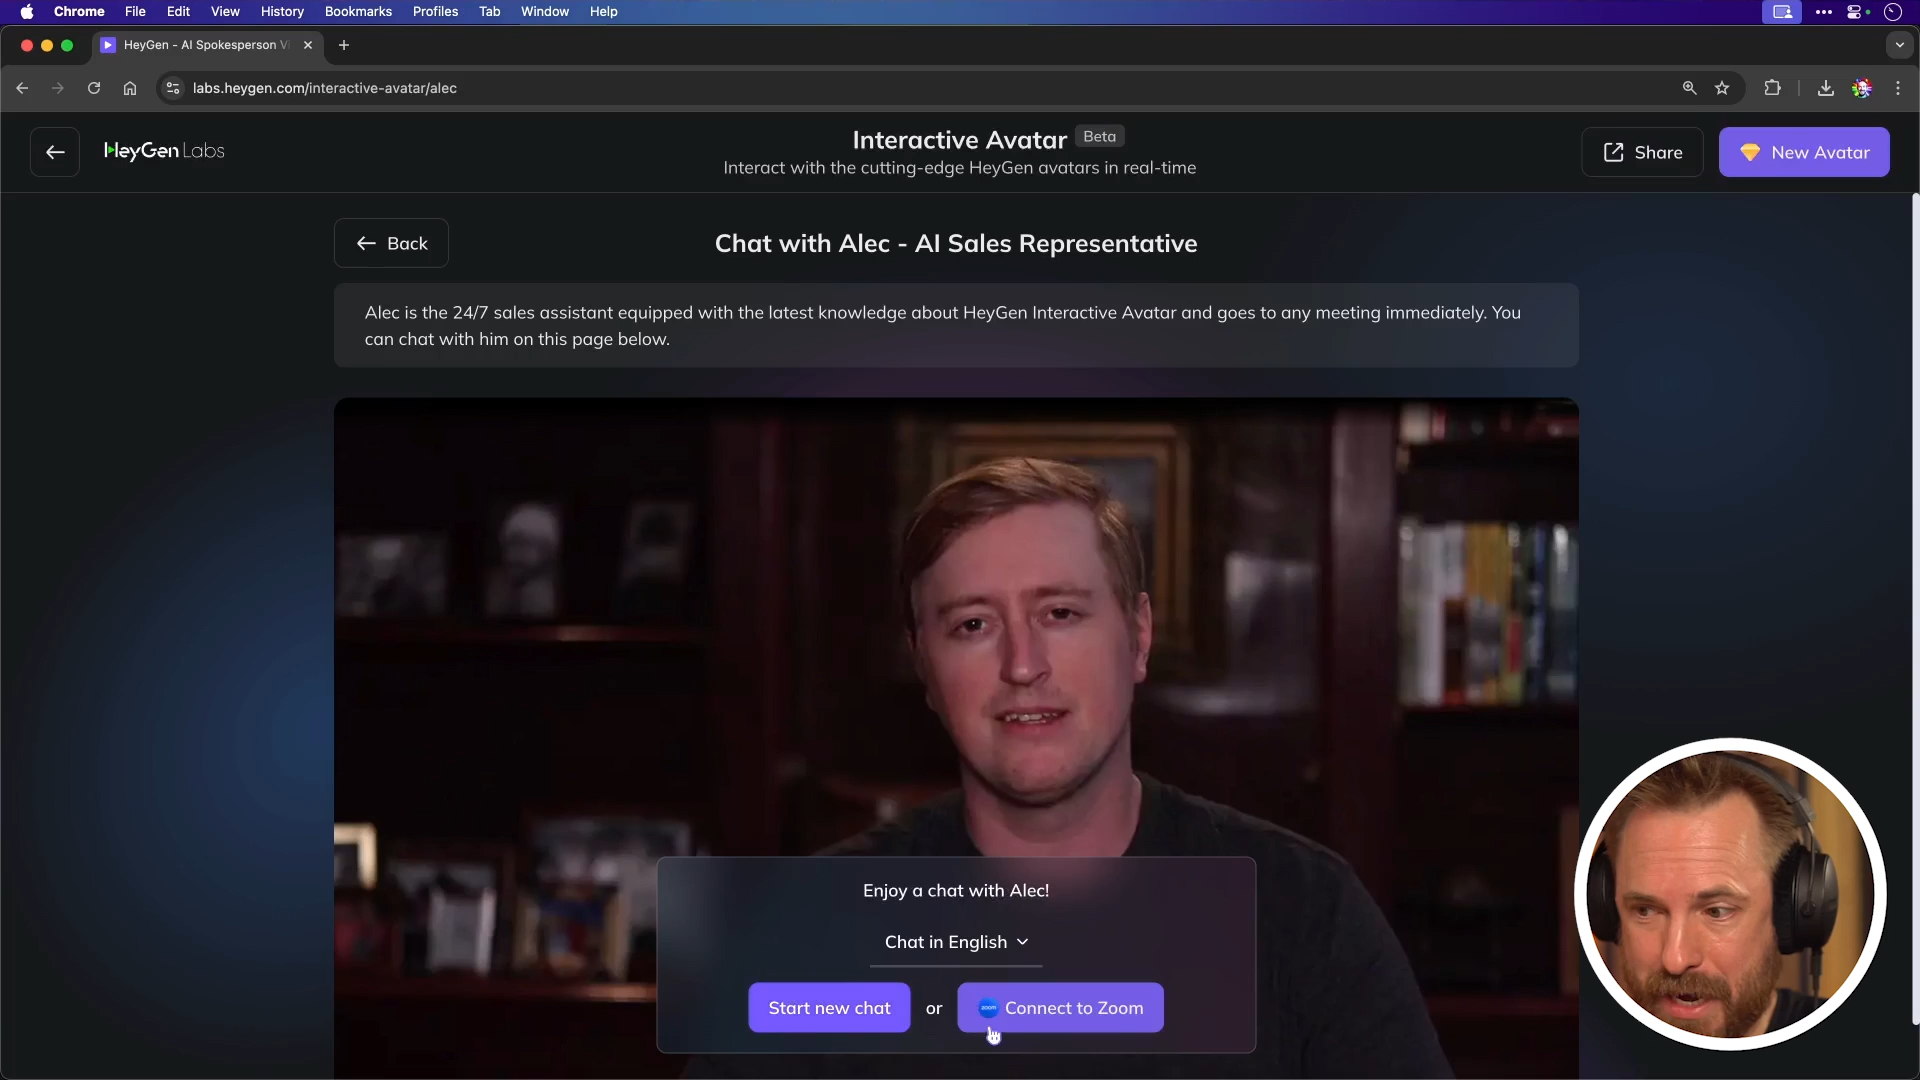 Chrome File Edit View History Bookmarks Profiles Tab Window Help
HeyGen - AI Spokesperson Vi
labs.heygen.com/interactive-avatar/alec
HeyGen Labs
Interactive Avatar Beta
Interact with the cutting-edge HeyGen avatars in real-time
Share
New Avatar
Back
Chat with Alec - AI Sales Representative
Alec is the 24/7 sales assistant equipped with the latest knowledge about HeyGen Interactive Avatar and goes to any meeting immediately. You
can chat with him on this page below.
Enjoy a chat with Alec!
Chat in English
Start new chat or zoom Connect to Zoom